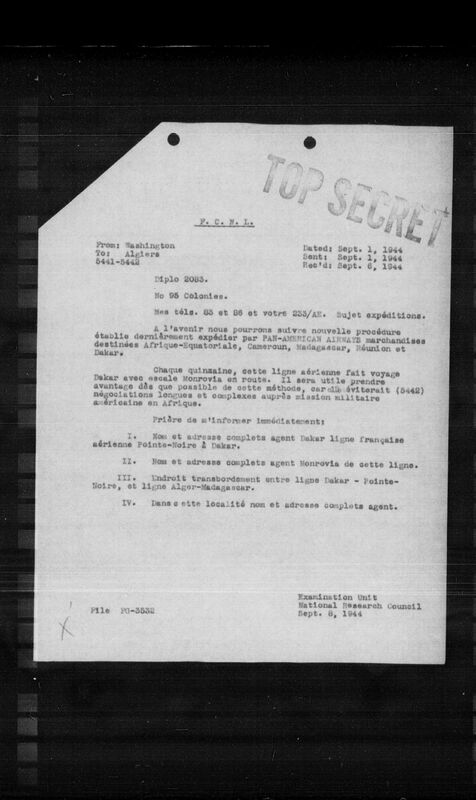 TOP SECRET
F. C. N. L.
From: Washington
To: Algiers
5441-5442
Dated: Sept. 1, 1944
Sent: Sept. 1, 1944
Rec'd: Sept. 6, 1944
Diplo 2083.
No 95 Colonies.
Mes téls. 83 et 86 et votre 233/AE. Sujet expéditions.
A l'avenir nous pourrons suivre nouvelle procédure
établie dernièrement expédier par PAN-AMERICAN AIRWAYS marchandises
destinées Afrique-Equatoriale, Cameroun, Madagascar, Réunion et
Dakar.
Chaque quinzaine, cette ligne aérienne fait voyage
Dakar avec escale Monrovia en route. Il sera utile prendre
avantage dès que possible de cette méthode, car elle éviterait (5442)
négociations longues et complexes auprès mission militaire
américaine en Afrique.
Prière de m'informer immédiatement:
I. Nom et adresse complets agent Dakar ligne française
aérienne Pointe-Noire à Dakar.
II. Nom et adresse complets agent Monrovia de cette ligne.
III. Endroit transbordement entre ligne Dakar - Pointe-
Noire, et ligne Alger-Madagascar.
IV. Dans c ette localité nom et adresse complets agent.
Examination Unit
National Research Council
Sept. 8, 1944
File FG-3532
X